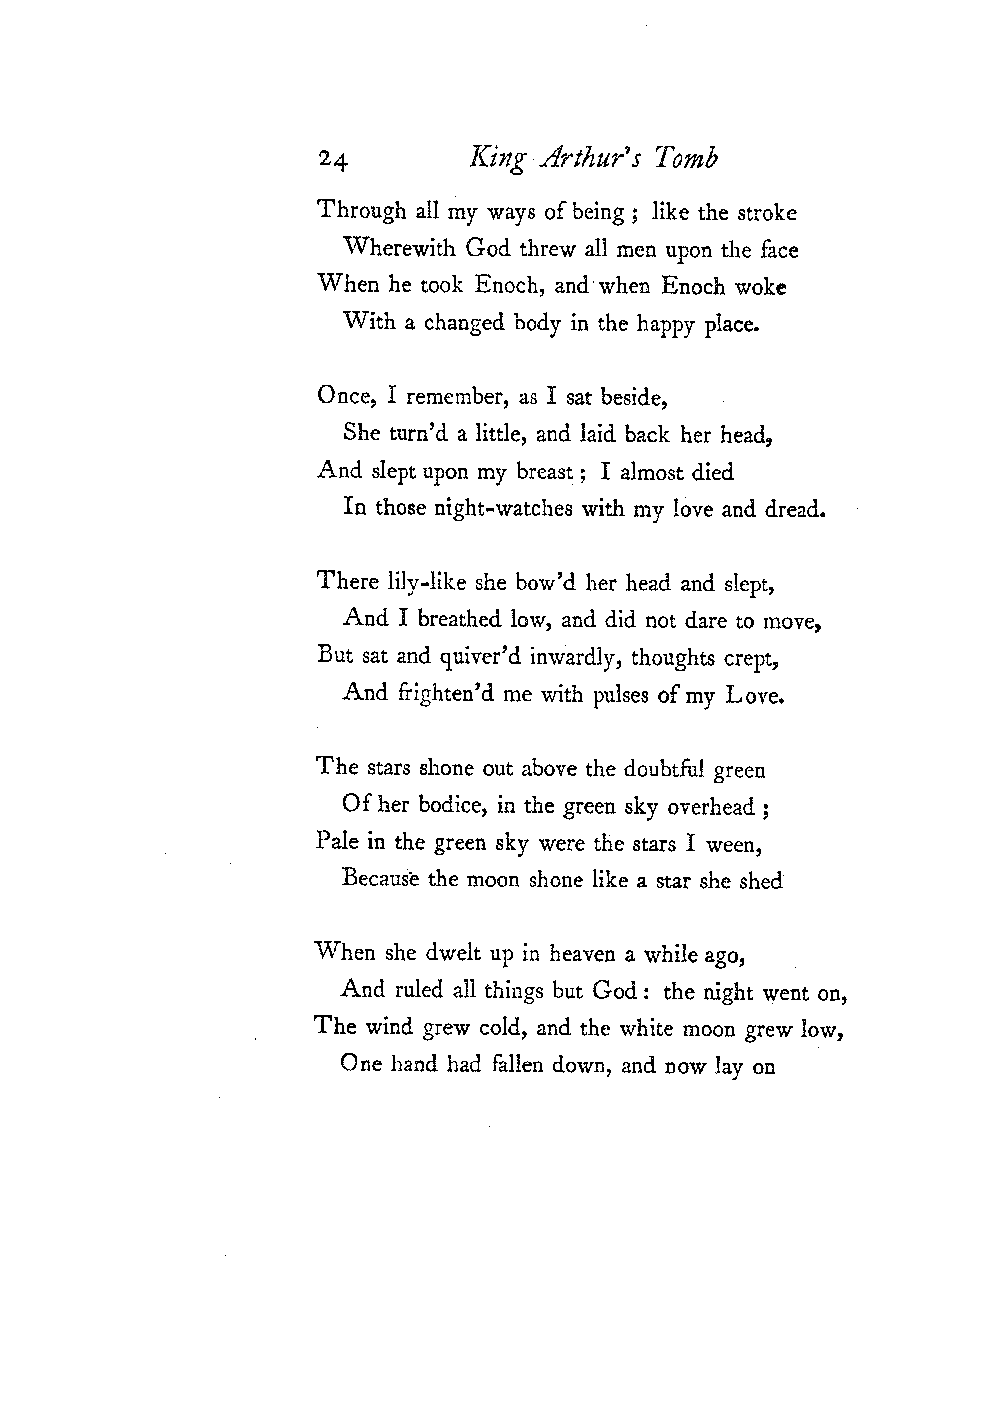 24 King Arthur's Tomb
Through all my ways of being ; like the stroke
Wherewith God threw all men upon the face
When he took Enoch, and when Enoch woke
With a changed body in the happy place.
Once, I remember, as I sat beside,
She turn'd a little, and laid back her head,
And slept upon my breast ; I almost died
In those night-watches with my love and dread.
There lily-like she bow'd her head and slept,
And I breathed low, and did not dare to move,
But sat and quiver'd inwardly, thoughts crept,
And frighten'd me with pulses of my Love.
The stars shone out above the doubtful green
Of her bodice, in the green sky overhead ;
Pale in the green sky were the stars I ween,
Because the moon shone like a star she shed
When she dwelt up in heaven a while ago,
And ruled all things but God : the night went on,
The wind grew cold, and the white moon grew low,
One hand had fallen down, and now lay on